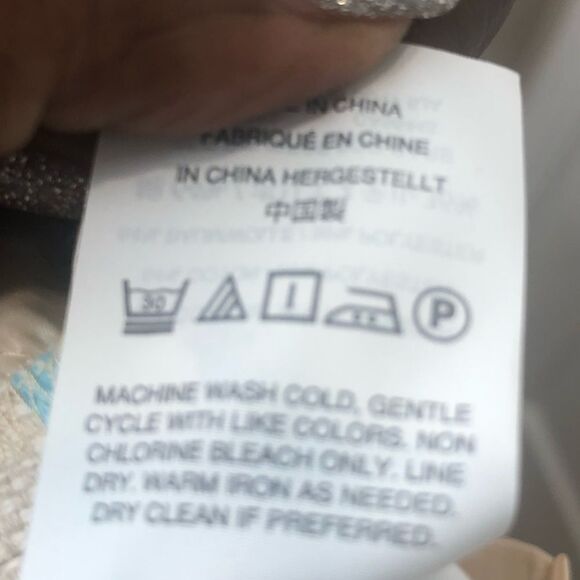 IN CHINA
FABRIQUÉ EN CHINE
IN CHINA HERGESTELLT
中国製
30
P
MACHINE WASH COLD, GENTLE
CYCLE WITH LIKE COLORS. NON
CHLORINE BLEACH ONLY. LINE
DRY. WARM IRON AS NEEDED.
DRY CLEAN IF PREFERRED.